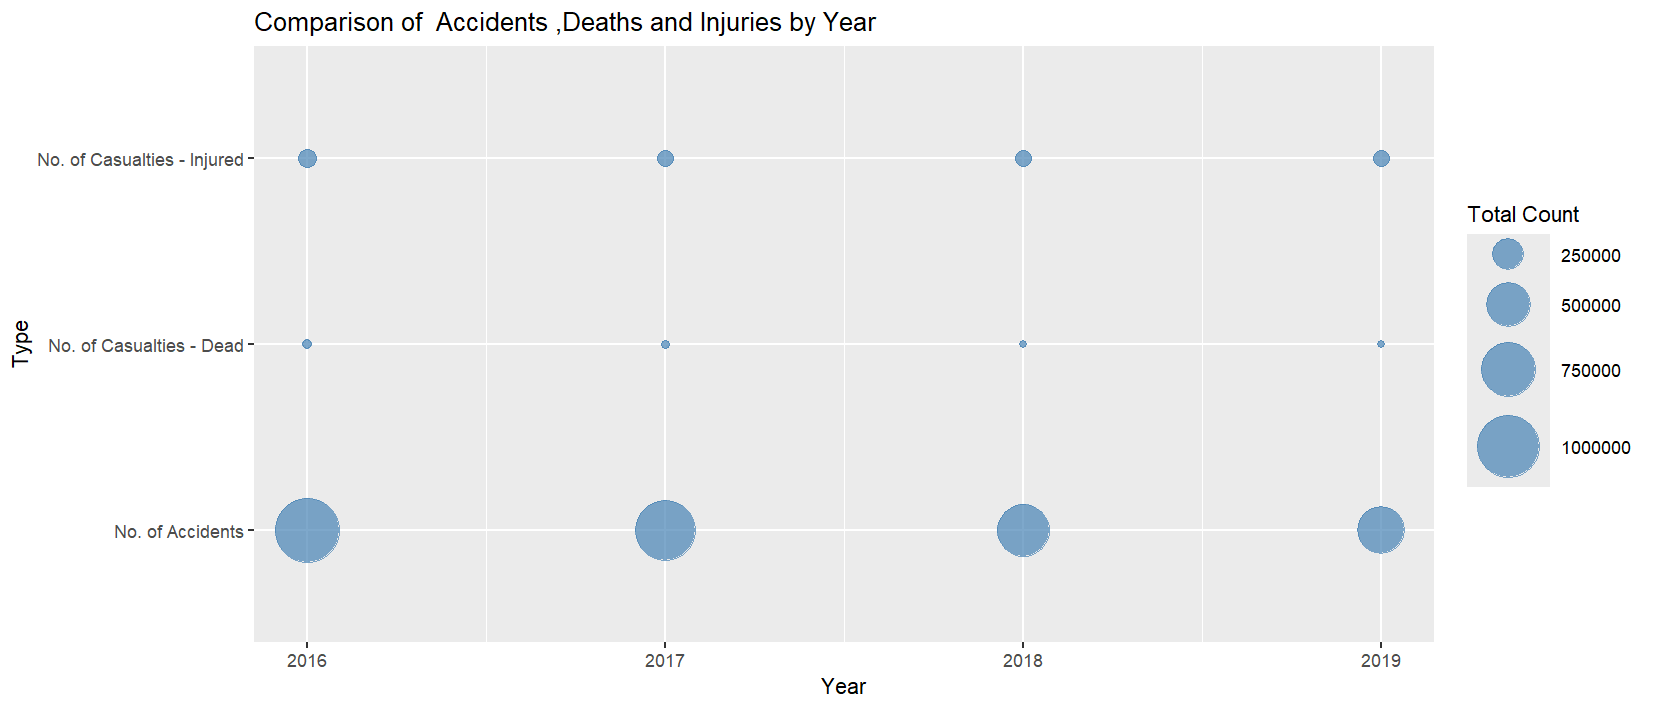 Comparison of  Accidents ,Deaths and Injuries by Year
No. of Casualties - Injured
No. of Casualties - Dead
No. of Accidents
Type
2016
2017
2018
2019
Year
Total Count
250000
500000
750000
1000000